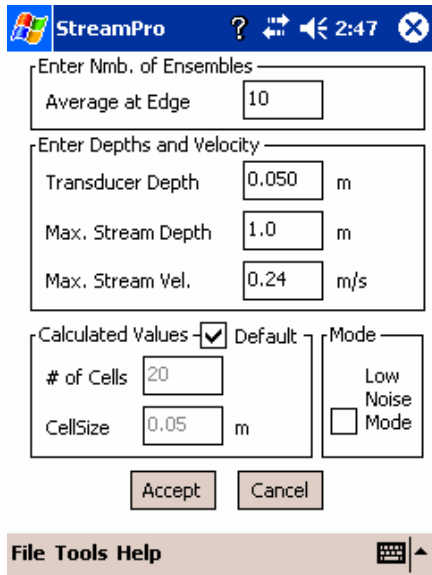 StreamPro ? 2:47
Enter Nmb. of Ensembles
Average at Edge 10
Enter Depths and Velocity
Transducer Depth 0.050 m
Max. Stream Depth 1.0 m
Max. Stream Vel. 0.24 m/s
Calculated Values Default
# of Cells 20
CellSize 0.05 m
Mode
Low
Noise
Mode
Accept Cancel
File Tools Help